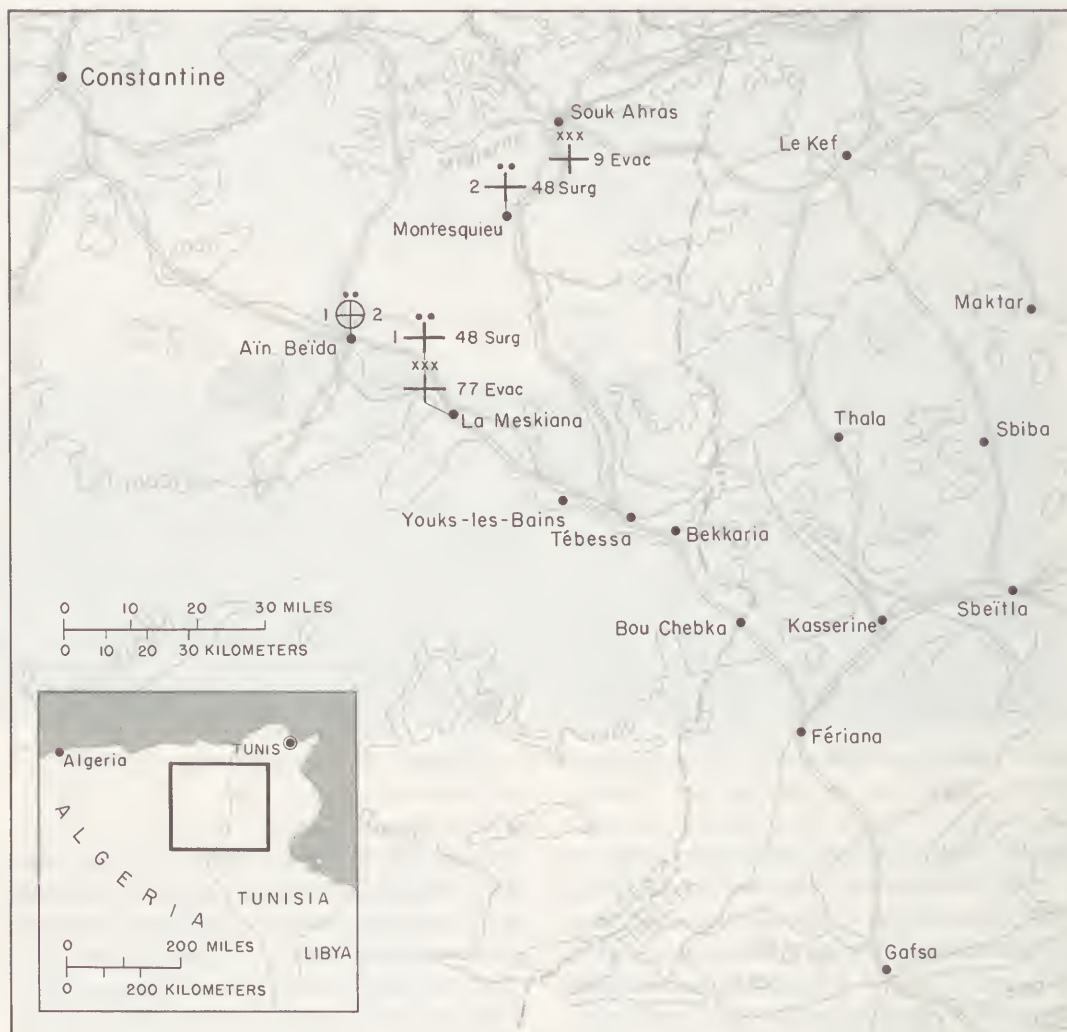 Constantine
Souk Ahras
xxx
9 Evac
Le Kef
2 48 Surg
Montesquieu
Maktar
1 2
Aïn Beïda
1 48 Surg
xxx
77 Evac
La Meskiana
Thala
Sbiba
Youks-les-Bains
Tébessa
Bekkaria
0 10 20 30 MILES
0 10 20 30 KILOMETERS
Sbeïtla
Bou Chebka
Kasserine
Fériana
Gafsa
TUNIS
Algeria
ALGERIA
TUNISIA
LIBYA
0 200 MILES
0 200 KILOMETERS